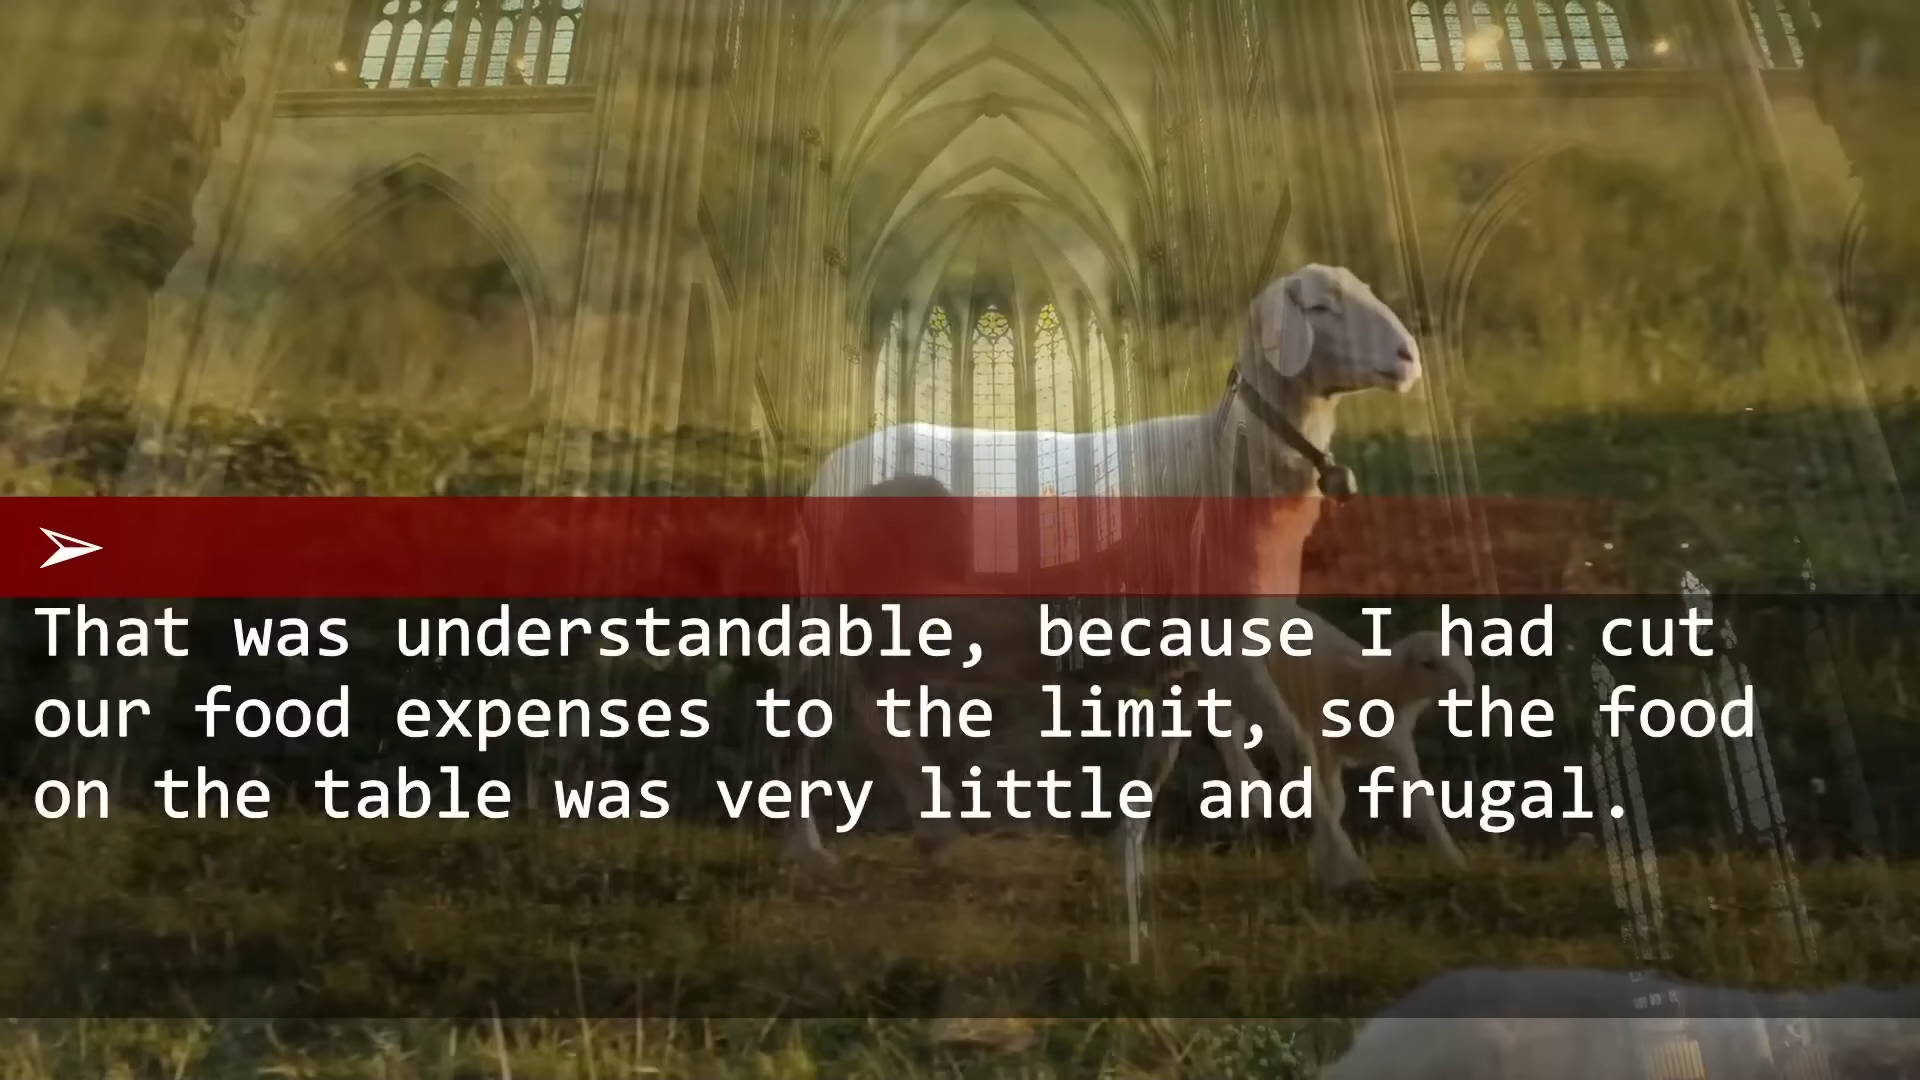 That was understandable, because I had cut
our food expenses to the limit, so the food
on the table was very little and frugal.